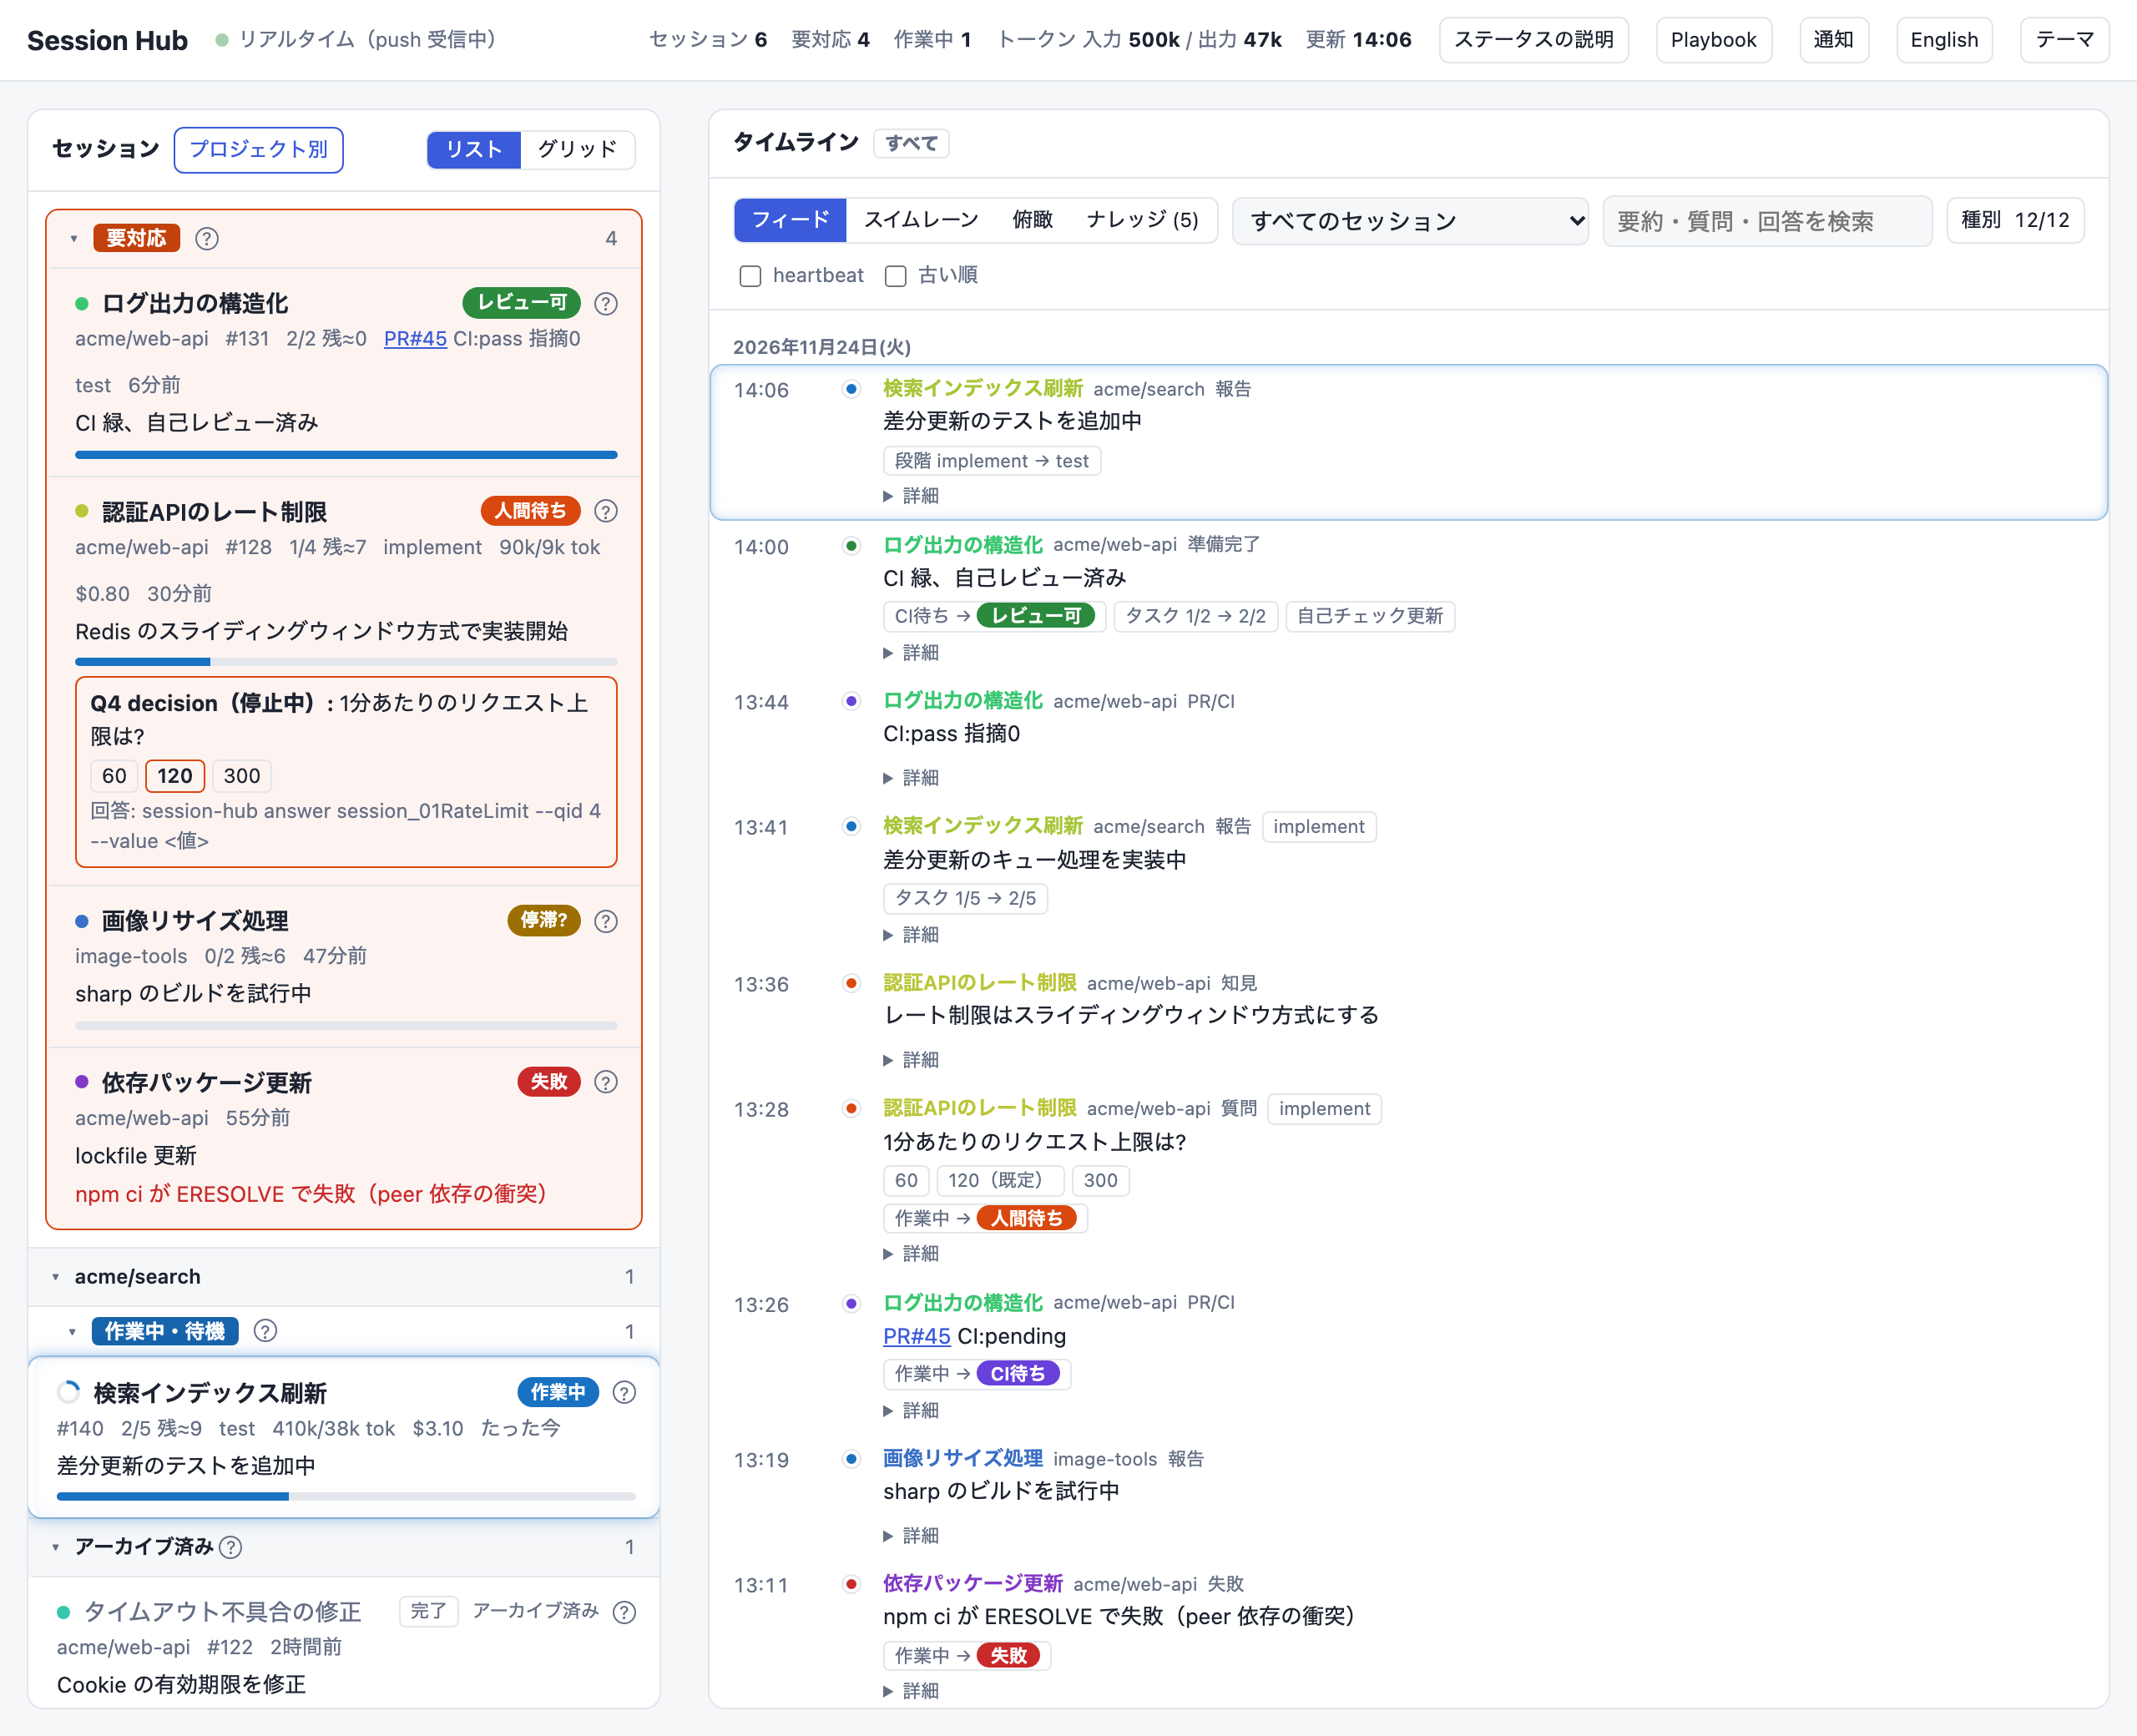 Session Hub
リアルタイム（push 受信中）
セッション 6 要対応 4 作業中 1 トークン 入力 500k / 出力 47k 更新 14:06
ステータスの説明
Playbook
通知
English
テーマ
セッション
プロジェクト別
リスト
グリッド
▾ 要対応 ? 4
ログ出力の構造化 レビュー可 ?
acme/web-api #131 2/2 残≈0 PR#45 CI:pass 指摘0
test 6分前
CI 緑、自己レビュー済み
認証APIのレート制限 人間待ち ?
acme/web-api #128 1/4 残≈7 implement 90k/9k tok
$0.80 30分前
Redis のスライディングウィンドウ方式で実装開始
Q4 decision（停止中）: 1分あたりのリクエスト上
限は?
60 120 300
回答: session-hub answer session_01RateLimit --qid 4
--value <値>
画像リサイズ処理 停滞? ?
image-tools 0/2 残≈6 47分前
sharp のビルドを試行中
依存パッケージ更新 失敗 ?
acme/web-api 55分前
lockfile 更新
npm ci が ERESOLVE で失敗（peer 依存の衝突）
▾ acme/search 1
▾ 作業中・待機 ? 1
検索インデックス刷新 作業中 ?
#140 2/5 残≈9 test 410k/38k tok $3.10 たった今
差分更新のテストを追加中
▾ アーカイブ済み ? 1
タイムアウト不具合の修正 完了 アーカイブ済み ?
acme/web-api #122 2時間前
Cookie の有効期限を修正
タイムライン すべて
フィード スイムレーン 俯瞰 ナレッジ (5) すべてのセッション 要約・質問・回答を検索 種別 12/12
heartbeat 古い順
2026年11月24日(火)
14:06 検索インデックス刷新 acme/search 報告
差分更新のテストを追加中
段階 implement → test
▶ 詳細
14:00 ログ出力の構造化 acme/web-api 準備完了
CI 緑、自己レビュー済み
CI待ち → レビュー可 タスク 1/2 → 2/2 自己チェック更新
▶ 詳細
13:44 ログ出力の構造化 acme/web-api PR/CI
CI:pass 指摘0
▶ 詳細
13:41 検索インデックス刷新 acme/search 報告 implement
差分更新のキュー処理を実装中
タスク 1/5 → 2/5
▶ 詳細
13:36 認証APIのレート制限 acme/web-api 知見
レート制限はスライディングウィンドウ方式にする
▶ 詳細
13:28 認証APIのレート制限 acme/web-api 質問 implement
1分あたりのリクエスト上限は?
60 120（既定） 300
作業中 → 人間待ち
▶ 詳細
13:26 ログ出力の構造化 acme/web-api PR/CI
PR#45 CI:pending
作業中 → CI待ち
▶ 詳細
13:19 画像リサイズ処理 image-tools 報告
sharp のビルドを試行中
▶ 詳細
13:11 依存パッケージ更新 acme/web-api 失敗
npm ci が ERESOLVE で失敗（peer 依存の衝突）
作業中 → 失敗
▶ 詳細